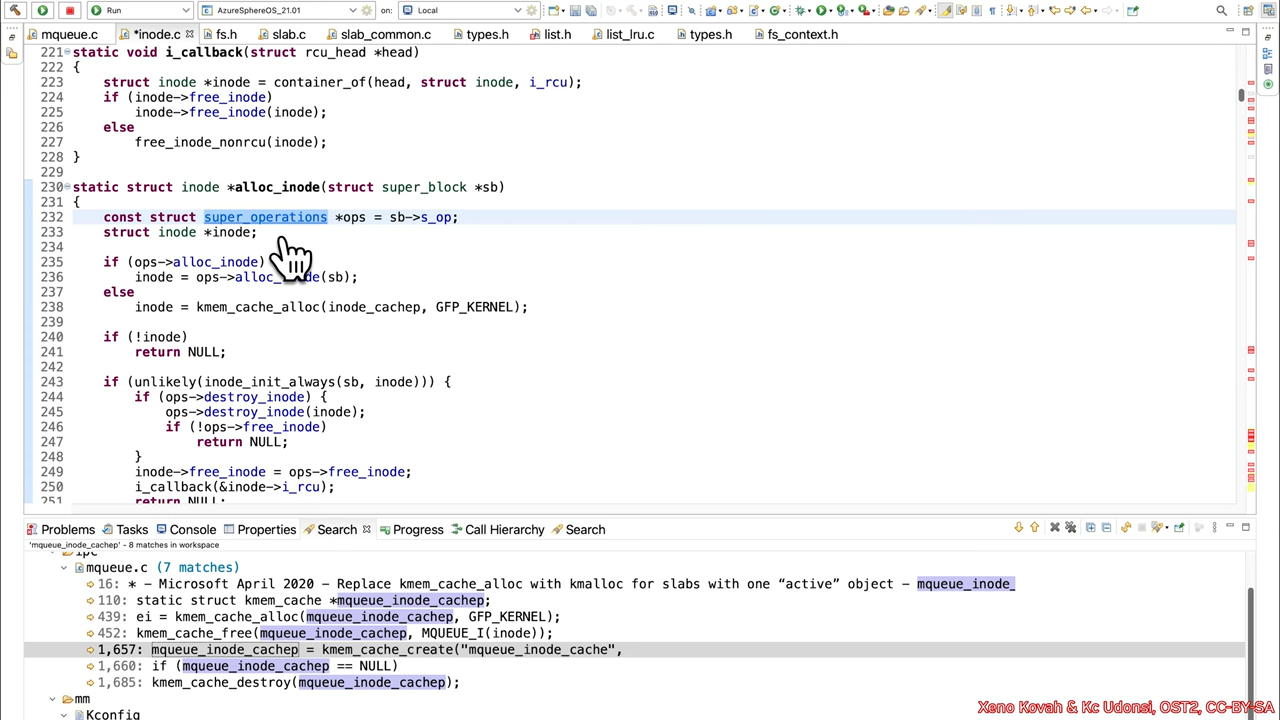 Run
AzureSphereOS_21.01
on:
Local
mqueue.c
*inode.c
fs.h
slab.c
slab_common.c
types.h
list.h
list_lru.c
types.h
fs_context.h
221 static void i_callback(struct rcu_head *head)
222 {
223 struct inode *inode = container_of(head, struct inode, i_rcu);
224 if (inode->free_inode)
225 inode->free_inode(inode);
226 else
227 free_inode_nonrcu(inode);
228 }
229
230 static struct inode *alloc_inode(struct super_block *sb)
231 {
232 const struct super_operations *ops = sb->s_op;
233 struct inode *inode;
234
235 if (ops->alloc_inode)
236 inode = ops->alloc_inode(sb);
237 else
238 inode = kmem_cache_alloc(inode_cachep, GFP_KERNEL);
239
240 if (!inode)
241 return NULL;
242
243 if (unlikely(inode_init_always(sb, inode))) {
244 if (ops->destroy_inode) {
245 ops->destroy_inode(inode);
246 if (!ops->free_inode)
247 return NULL;
248 }
249 inode->free_inode = ops->free_inode;
250 i_callback(&inode->i_rcu);
251 return NULL;
Problems
Tasks
Console
Properties
Search
Progress
Call Hierarchy
Search
'mqueue_inode_cachep' - 8 matches in workspace
ipc
mqueue.c (7 matches)
16: * - Microsoft April 2020 - Replace kmem_cache_alloc with kmalloc for slabs with one “active” object - mqueue_inode_
110: static struct kmem_cache *mqueue_inode_cachep;
439: ei = kmem_cache_alloc(mqueue_inode_cachep, GFP_KERNEL);
452: kmem_cache_free(mqueue_inode_cachep, MQUEUE_I(inode));
1,657: mqueue_inode_cachep = kmem_cache_create("mqueue_inode_cache",
1,660: if (mqueue_inode_cachep == NULL)
1,685: kmem_cache_destroy(mqueue_inode_cachep);
mm
Kconfig
Xeno Kovah & Kc Udonsi, OST2, CC-BY-SA